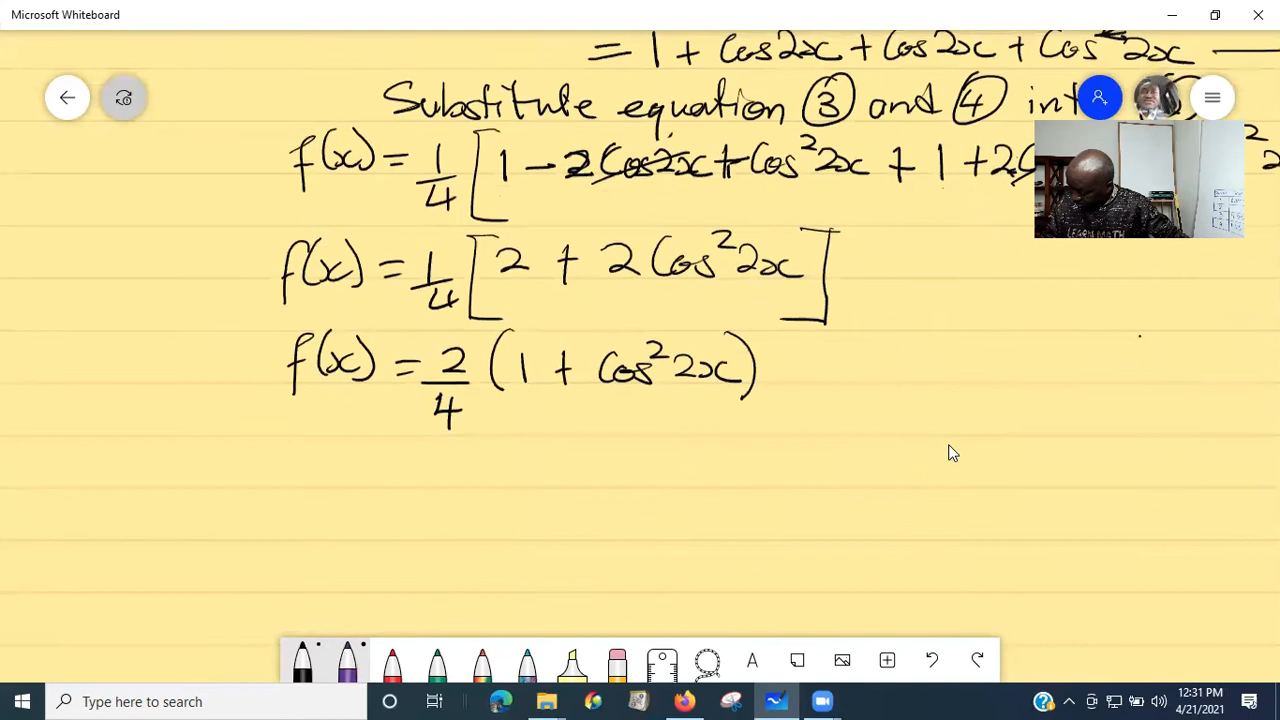 Microsoft Whiteboard
= 1 + Cos2x + Cos2x + Cos²2x
Substitute equation ③ and ④
f(x) = 1/4 [ 1 - 2Cos2x + Cos²2x + 1 + 2
f(x) = 1/4 [ 2 + 2Cos²2x ]
f(x) = 2/4 ( 1 + Cos²2x )
A
Type here to search
12:31 PM
4/21/2021